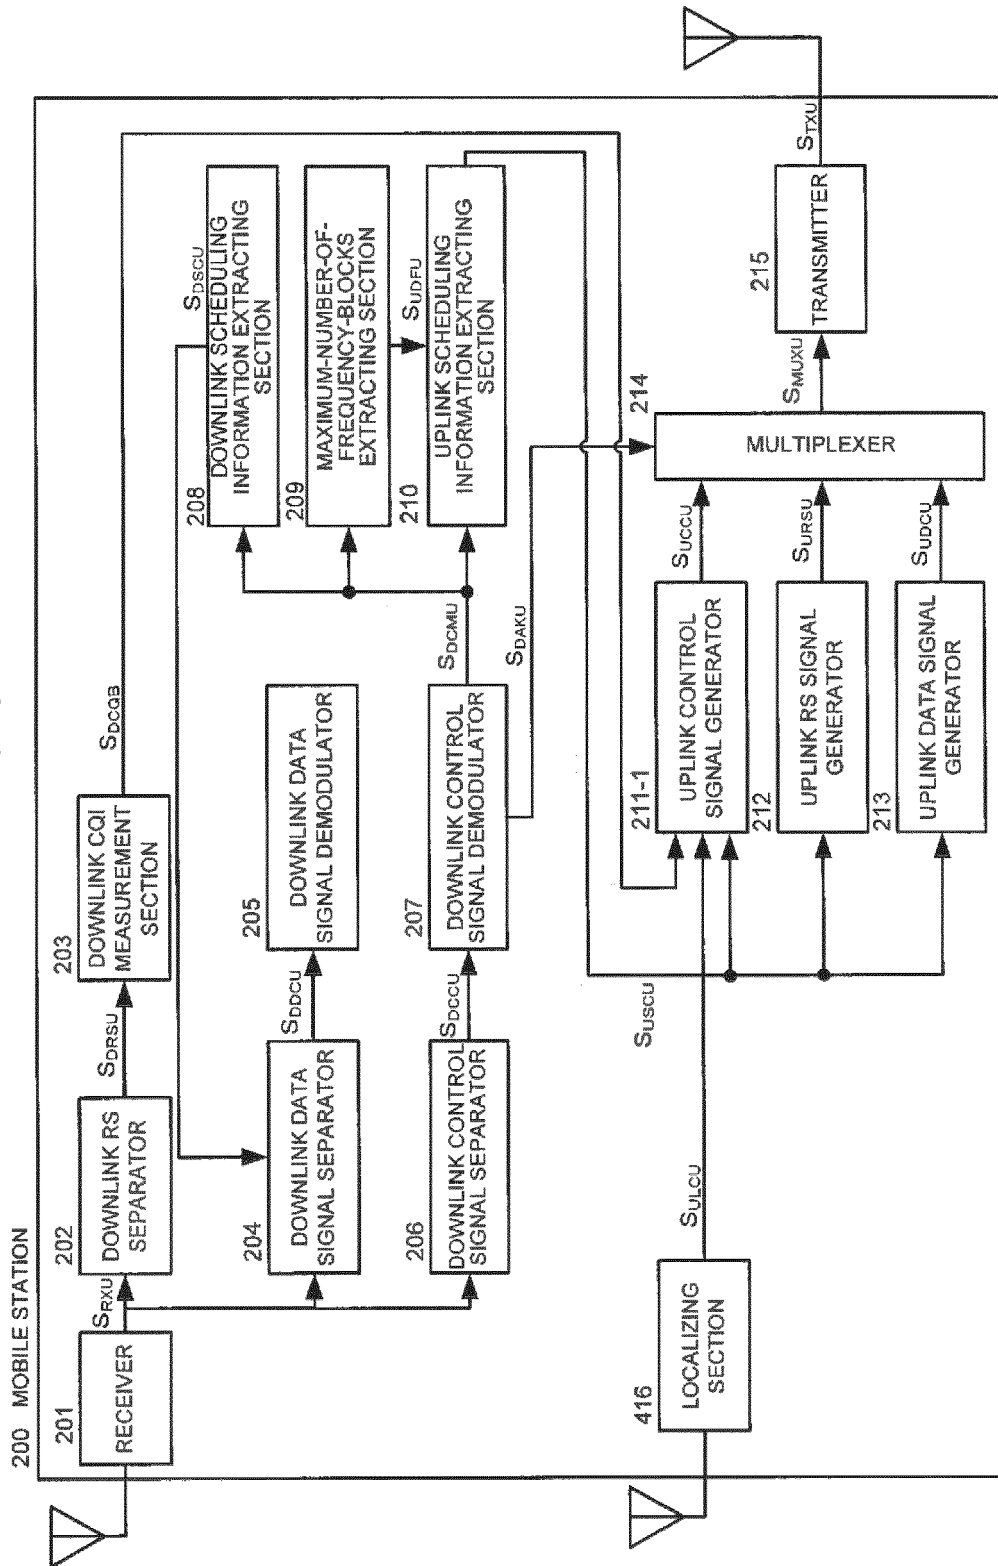 200 MOBILE STATION
201
RECEIVER
SRXU
202
DOWNLINK RS
SEPARATOR
SDRSU
203
DOWNLINK CQI
MEASUREMENT
SECTION
SDCQB
204
DOWNLINK DATA
SIGNAL SEPARATOR
SDDCU
205
DOWNLINK DATA
SIGNAL DEMODULATOR
206
DOWNLINK CONTROL
SIGNAL SEPARATOR
SDCCU
207
DOWNLINK CONTROL
SIGNAL DEMODULATOR
SDCMU
SDAKU
208
DOWNLINK SCHEDULING
INFORMATION EXTRACTING
SECTION
SDSCU
209
MAXIMUM-NUMBER-OF-
FREQUENCY-BLOCKS
EXTRACTING SECTION
SUDFU
210
UPLINK SCHEDULING
INFORMATION EXTRACTING
SECTION
SUSCU
416
LOCALIZING
SECTION
SULCU
211-1
UPLINK CONTROL
SIGNAL GENERATOR
SUCCU
212
UPLINK RS SIGNAL
GENERATOR
SURSU
213
UPLINK DATA SIGNAL
GENERATOR
SUDCU
214
MULTIPLEXER
SMUXU
215
TRANSMITTER
STXU